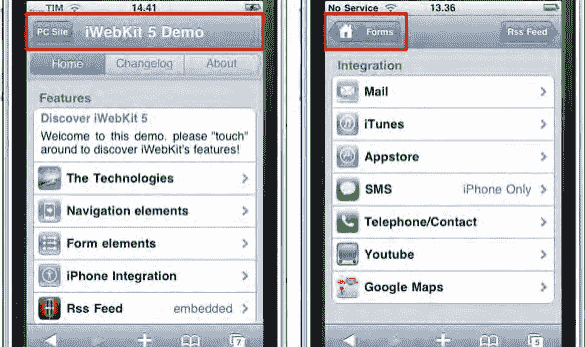 TIM 14.41
PC Site iWebKit 5 Demo
Home Changelog About
Features
Discover iWebKit 5
Welcome to this demo. please "touch"
around to discover iWebKit's features!
The Technologies
Navigation elements
Form elements
iPhone Integration
Rss Feed embedded
7
No Service 13.36
Forms Rss Feed
Integration
Mail
iTunes
Appstore
SMS iPhone Only
Telephone/Contact
Youtube
Google Maps
5